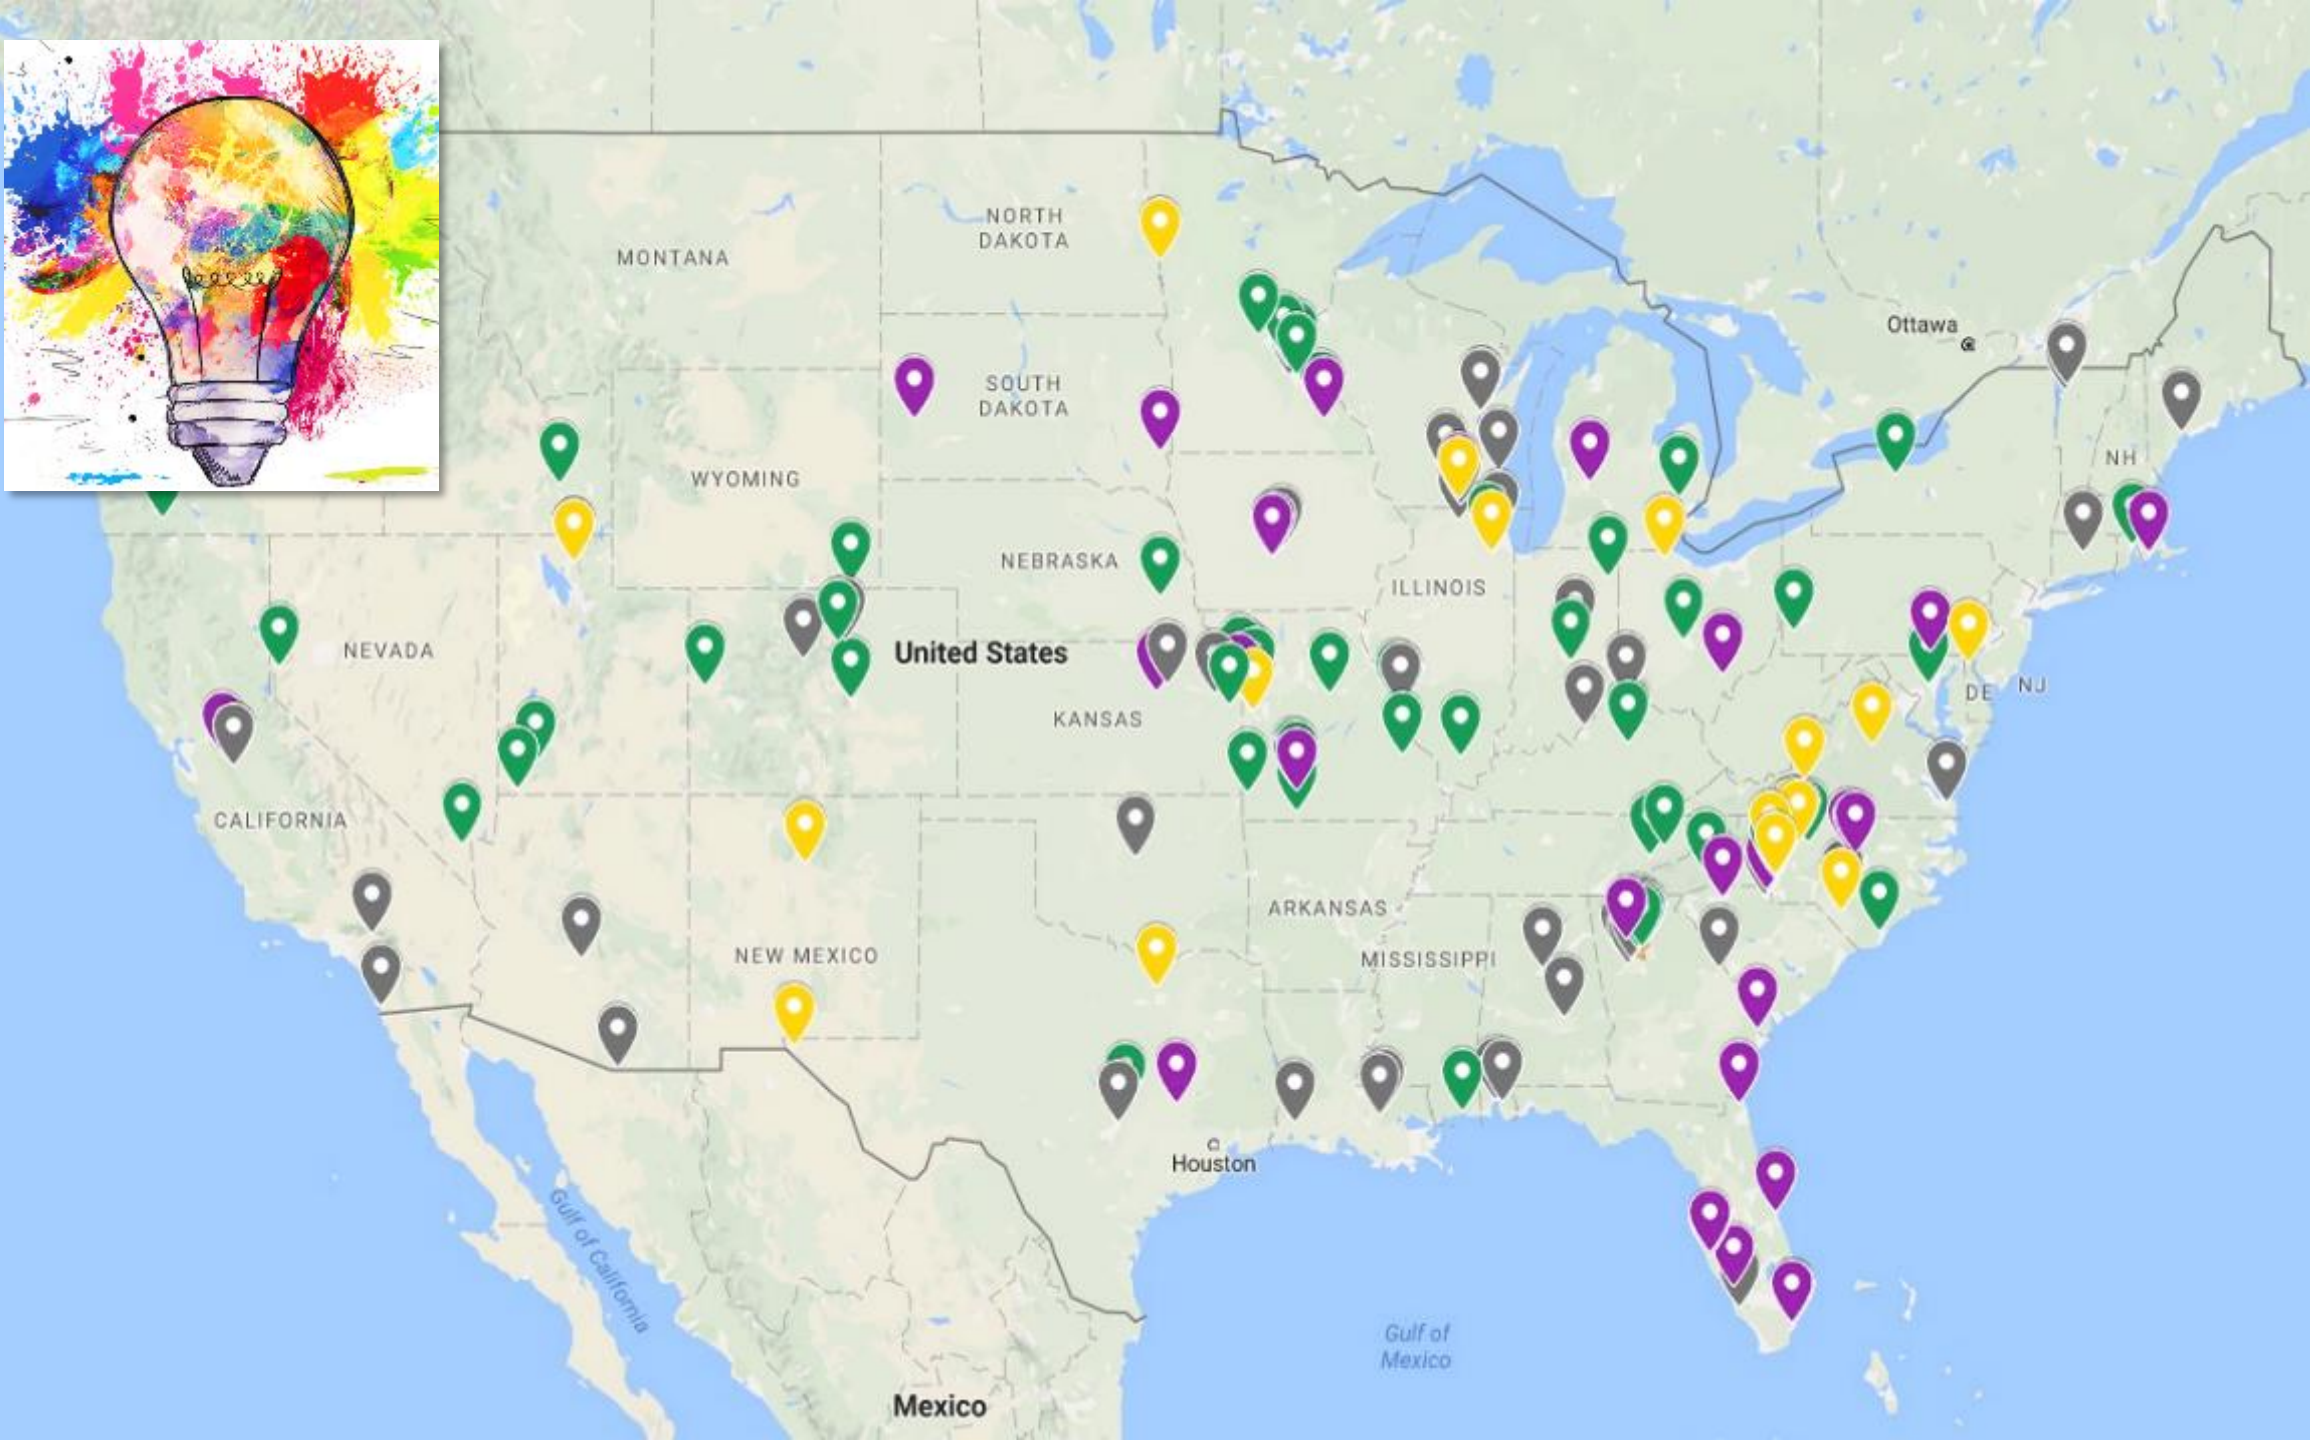 NORTH
DAKOTA
MONTANA
Ottawa
SOUTH
DAKOTA
WYOMING
NH
NEBRASKA
ILLINOIS
NEVADA
United States
DE
NJ
KANSAS
CALIFORNIA
ARKANSAS
NEW MEXICO
MISSISSIPPI
Houston
Gulf of California
Gulf of
Mexico
Mexico